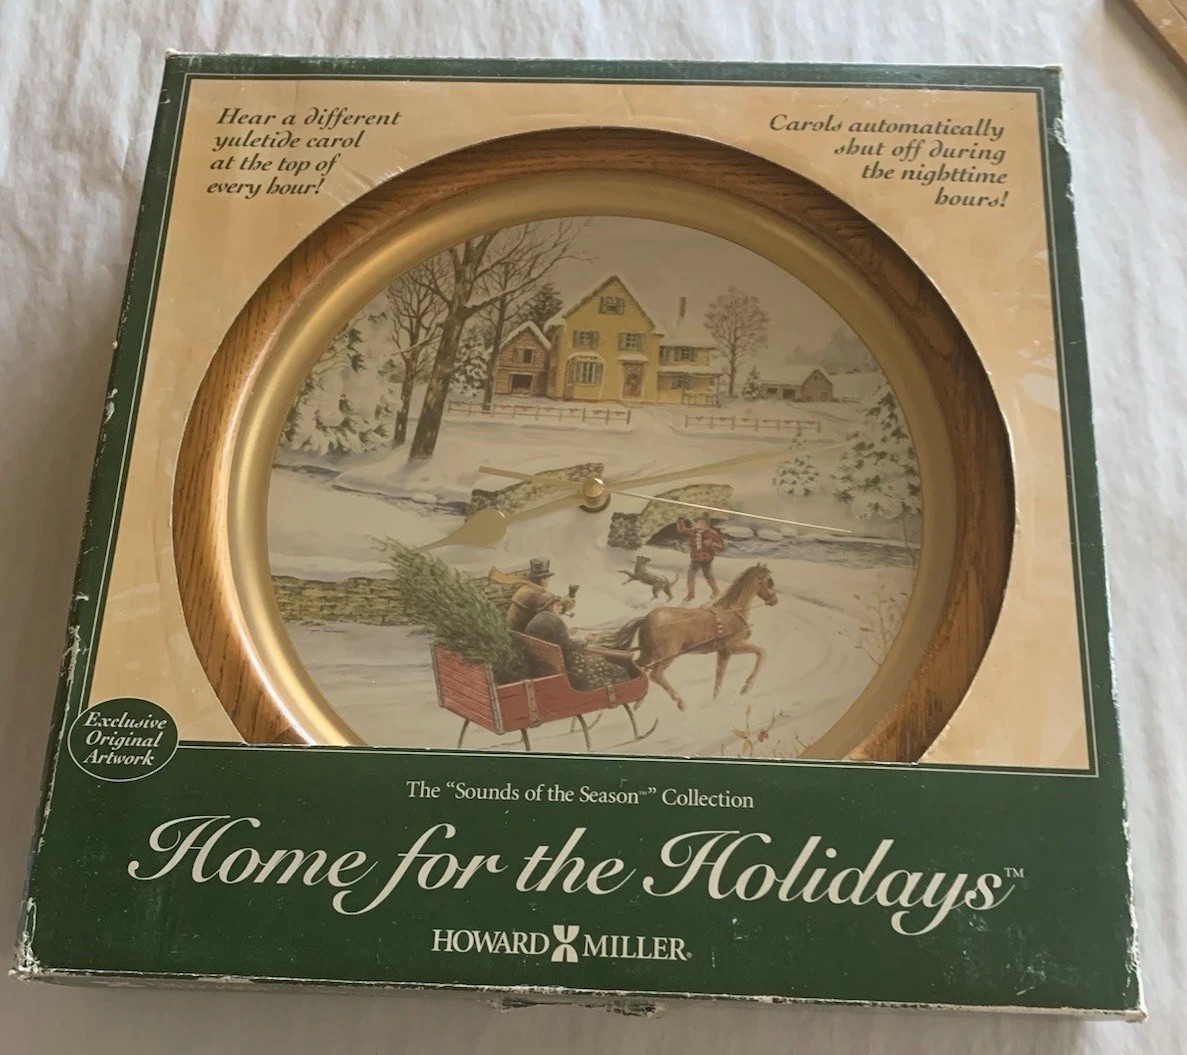 Hear a different
yuletide carol
at the top of
every hour!
Carols automatically
shut off during
the nighttime
hours!
Exclusive
Original
Artwork
The “Sounds of the Season™” Collection
Home for the Holidays™
HOWARD MILLER®